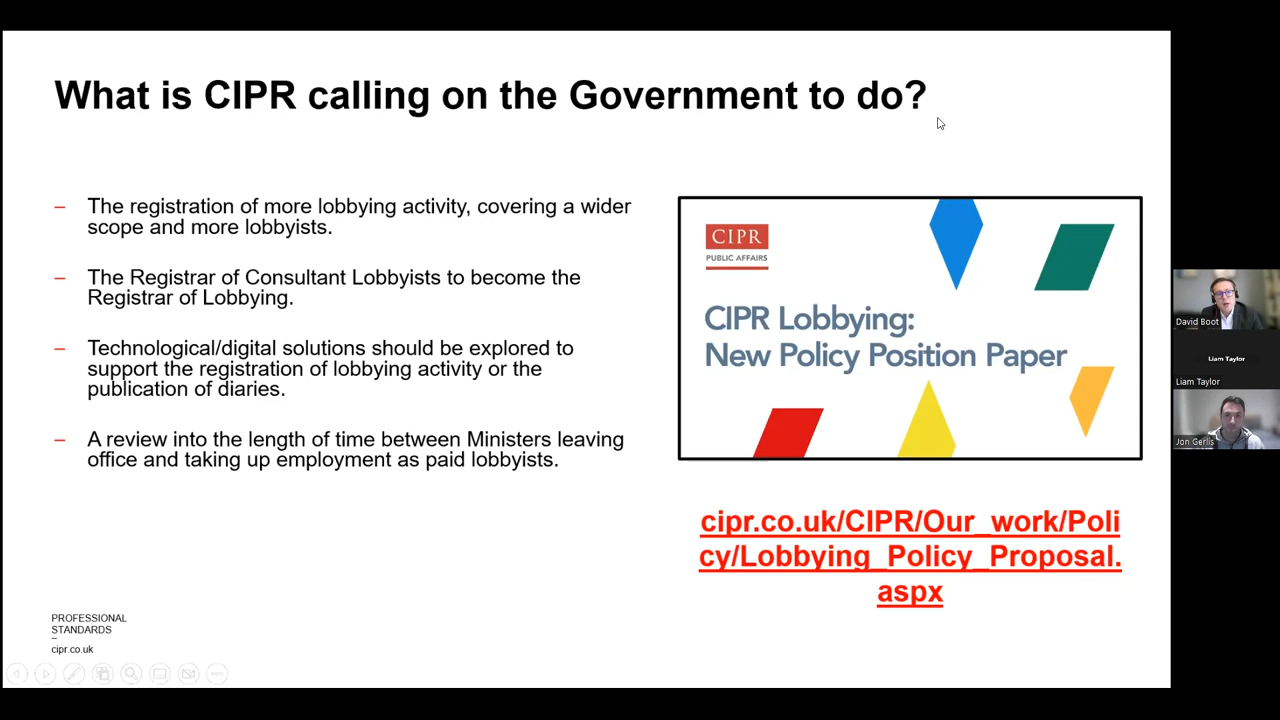 What is CIPR calling on the Government to do?
– The registration of more lobbying activity, covering a wider
scope and more lobbyists.
– The Registrar of Consultant Lobbyists to become the
Registrar of Lobbying.
– Technological/digital solutions should be explored to
support the registration of lobbying activity or the
publication of diaries.
– A review into the length of time between Ministers leaving
office and taking up employment as paid lobbyists.
CIPR
PUBLIC AFFAIRS
CIPR Lobbying:
New Policy Position Paper
cipr.co.uk/CIPR/Our_work/Poli
cy/Lobbying_Policy_Proposal.
aspx
PROFESSIONAL
STANDARDS
–
cipr.co.uk
David Boot
Liam Taylor
Liam Taylor
Jon Gerlis